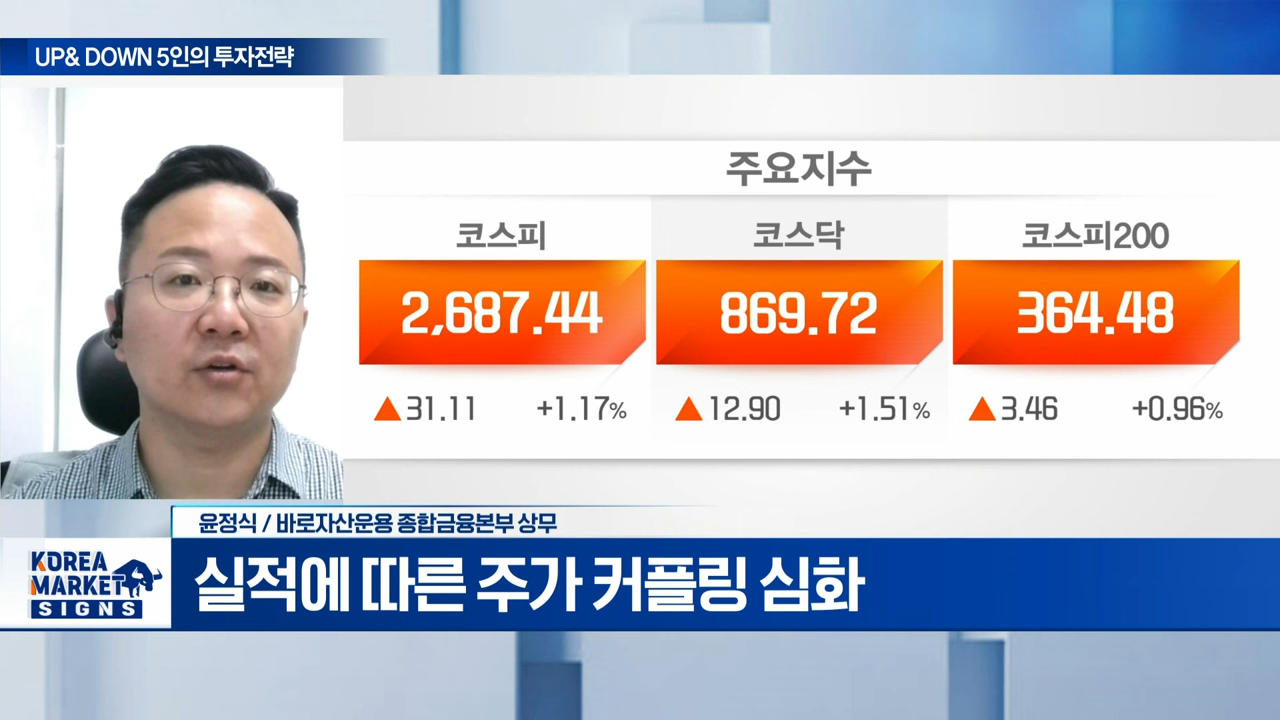 UP& DOWN 5인의 투자전략
주요지수
코스피
코스닥
코스피200
2,687.44
869.72
364.48
▲31.11 +1.17%
▲12.90 +1.51%
▲3.46 +0.96%
윤정식 / 바로자산운용 종합금융본부 상무
KOREA
MARKET
SIGNS
실적에 따른 주가 커플링 심화